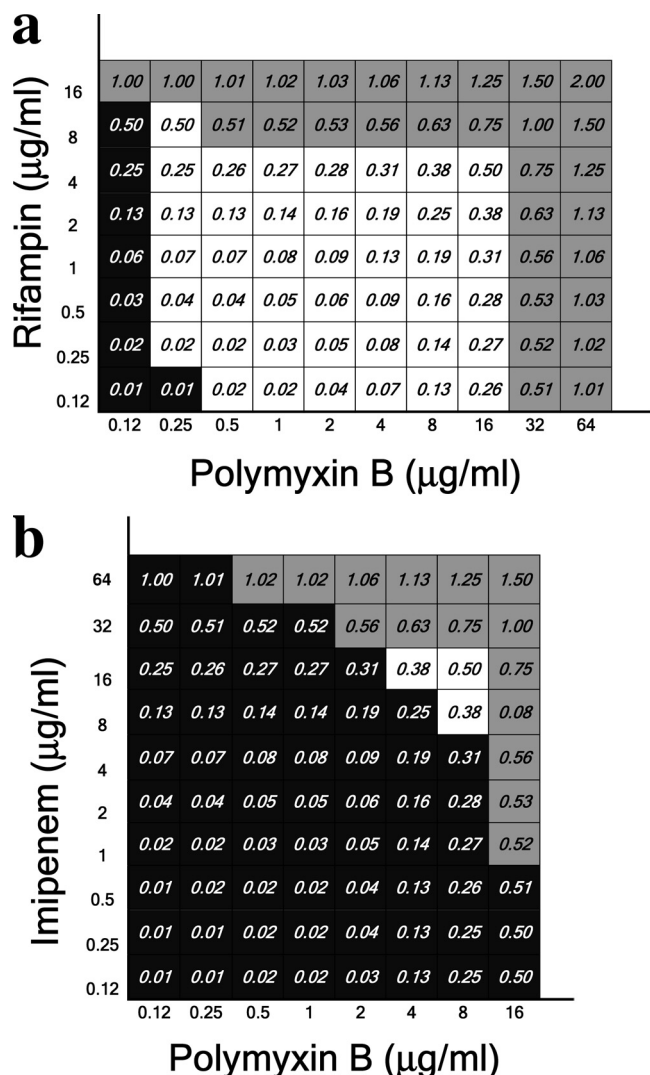 a
Rifampin (μg/ml)
16 1.00 1.00 1.01 1.02 1.03 1.06 1.13 1.25 1.50 2.00
8 0.50 0.50 0.51 0.52 0.53 0.56 0.63 0.75 1.00 1.50
4 0.25 0.25 0.26 0.27 0.28 0.31 0.38 0.50 0.75 1.25
2 0.13 0.13 0.13 0.14 0.16 0.19 0.25 0.38 0.63 1.13
1 0.06 0.07 0.07 0.08 0.09 0.13 0.19 0.31 0.56 1.06
0.5 0.03 0.04 0.04 0.05 0.06 0.09 0.16 0.28 0.53 1.03
0.25 0.02 0.02 0.02 0.03 0.05 0.08 0.14 0.27 0.52 1.02
0.12 0.01 0.01 0.02 0.02 0.04 0.07 0.13 0.26 0.51 1.01
0.12 0.25 0.5 1 2 4 8 16 32 64
Polymyxin B (μg/ml)
b
Imipenem (μg/ml)
64 1.00 1.01 1.02 1.02 1.06 1.13 1.25 1.50
32 0.50 0.51 0.52 0.52 0.56 0.63 0.75 1.00
16 0.25 0.26 0.27 0.27 0.31 0.38 0.50 0.75
8 0.13 0.13 0.14 0.14 0.19 0.25 0.38 0.08
4 0.07 0.07 0.08 0.08 0.09 0.19 0.31 0.56
2 0.04 0.04 0.05 0.05 0.06 0.16 0.28 0.53
1 0.02 0.02 0.03 0.03 0.05 0.14 0.27 0.52
0.5 0.01 0.02 0.02 0.02 0.04 0.13 0.26 0.51
0.25 0.01 0.01 0.02 0.02 0.04 0.13 0.25 0.50
0.12 0.01 0.01 0.02 0.02 0.03 0.13 0.25 0.50
0.12 0.25 0.5 1 2 4 8 16
Polymyxin B (μg/ml)